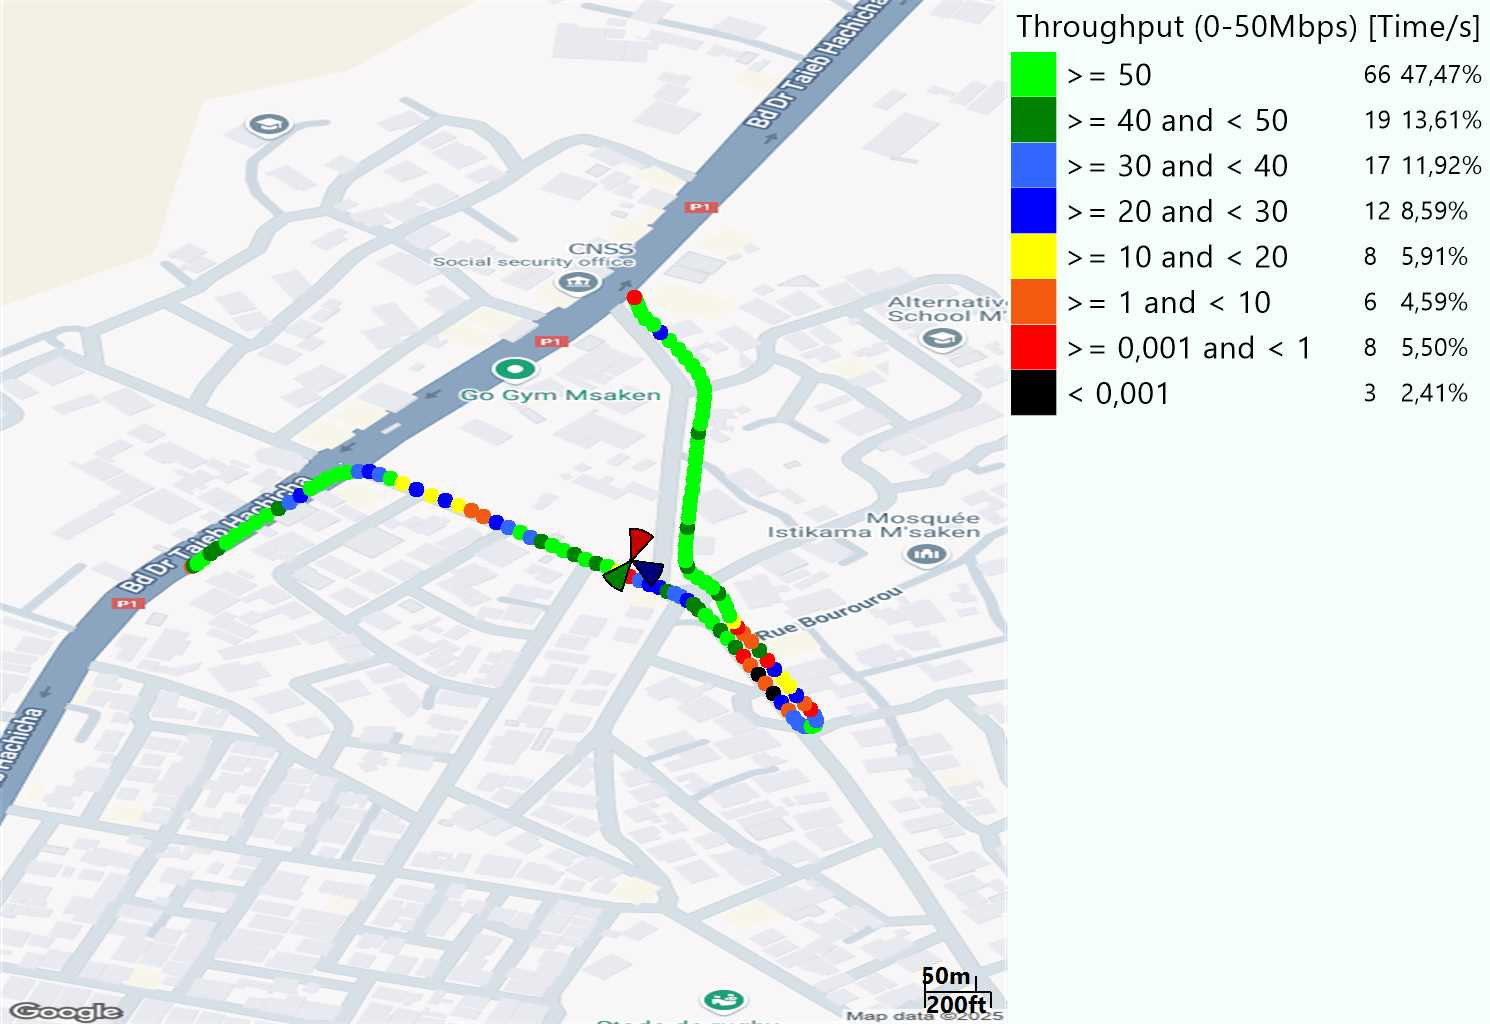 Throughput (0-50Mbps) [Time/s]
>= 50 66 47,47%
>= 40 and < 50 19 13,61%
>= 30 and < 40 17 11,92%
>= 20 and < 30 12 8,59%
>= 10 and < 20 8 5,91%
>= 1 and < 10 6 4,59%
>= 0,001 and < 1 8 5,50%
< 0,001 3 2,41%
Bd Dr Taieb Hachicha
P1
CNSS
Social security office
Alternativ
School M'
P1
Go Gym Msaken
Bd Dr Taieb Hachicha
Mosquée
Istikama M'saken
P1
Rue Bourourou
Hachicha
50m
200ft
Google
Map data ©2025